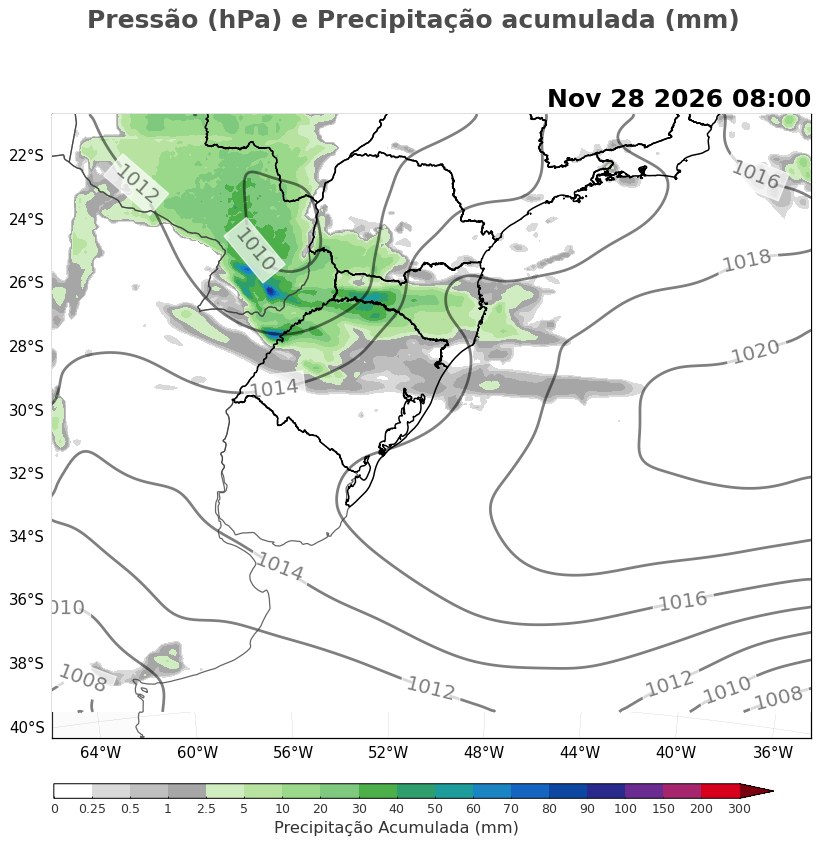 Pressão (hPa) e Precipitação acumulada (mm)
Nov 28 2026 08:00
22°S
24°S
26°S
28°S
30°S
32°S
34°S
36°S
38°S
40°S
1012
1010
1016
1018
1020
1014
1014
1016
010
1008
1012
1012
1010
1008
64°W 60°W 56°W 52°W 48°W 44°W 40°W 36°W
0 0.25 0.5 1 2.5 5 10 20 30 40 50 60 70 80 90 100 150 200 300
Precipitação Acumulada (mm)